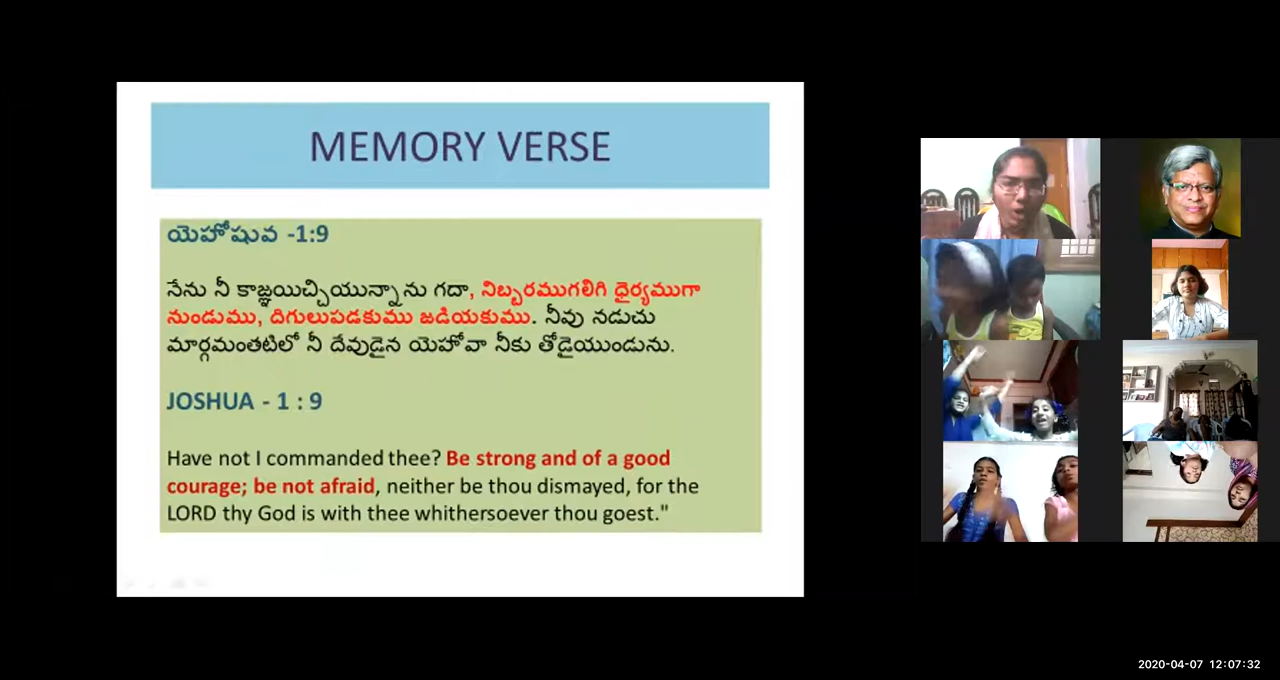 MEMORY VERSE
యెహోషువ -1:9
నేను నీ కాజ్ఞయిచ్చియున్నాను గదా, నిబ్బరముగలిగి ధైర్యముగా
నుండుము, దిగులుపడకుము జడియకుము. నీవు నడుచు
మార్గమంతటిలో నీ దేవుడైన యెహోవా నీకు తోడైయుండును.
JOSHUA - 1 : 9
Have not I commanded thee? Be strong and of a good
courage; be not afraid, neither be thou dismayed, for the
LORD thy God is with thee whithersoever thou goest."
2020-04-07 12:07:32